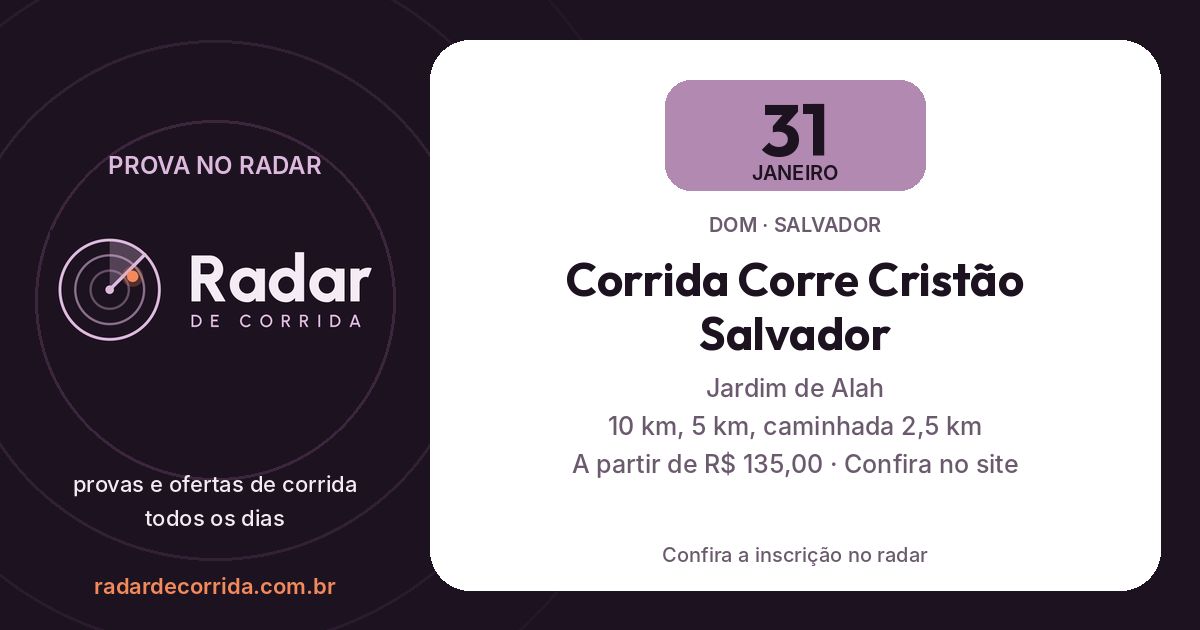 PROVA NO RADAR
Radar
DE CORRIDA
provas e ofertas de corrida
todos os dias
radardecorrida.com.br
31
JANEIRO
DOM · SALVADOR
Corrida Corre Cristão
Salvador
Jardim de Alah
10 km, 5 km, caminhada 2,5 km
A partir de R$ 135,00 · Confira no site
Confira a inscrição no radar